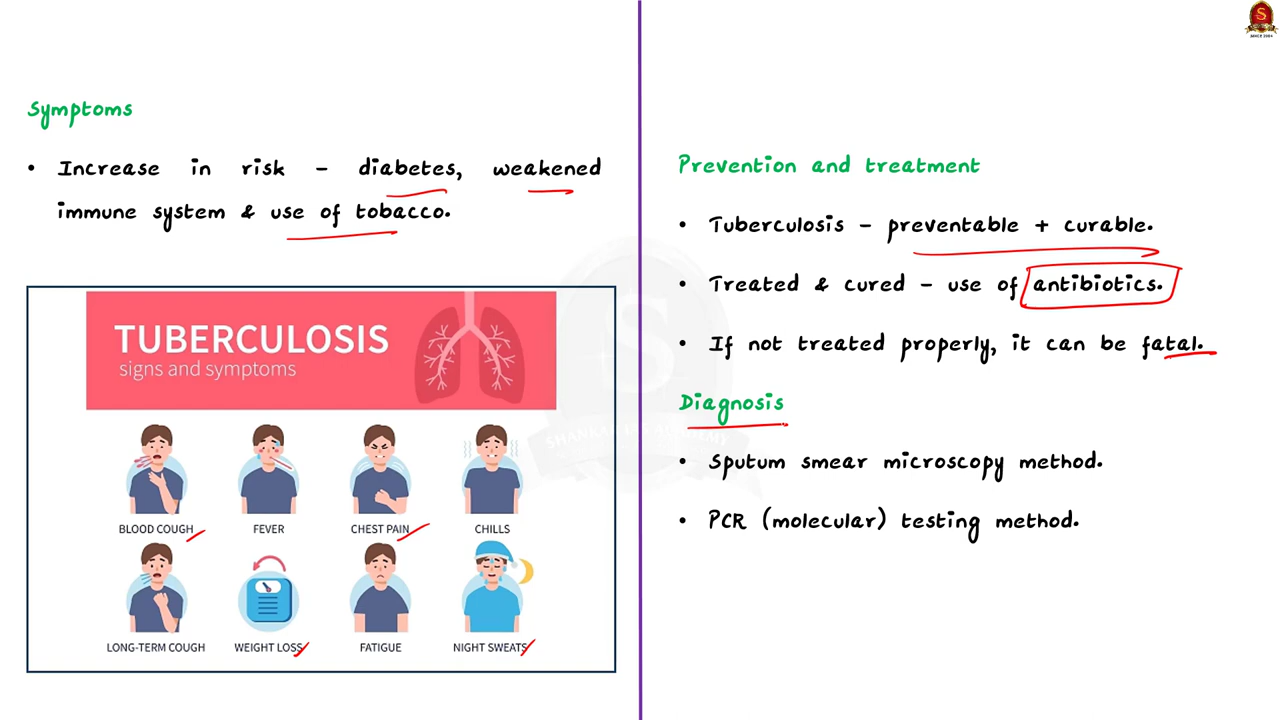 Symptoms
• Increase in risk – diabetes, weakened
immune system & use of tobacco.
TUBERCULOSIS
signs and symptoms
BLOOD COUGH
FEVER
CHEST PAIN
CHILLS
LONG-TERM COUGH
WEIGHT LOSS
FATIGUE
NIGHT SWEATS
S
SINCE 2004
Prevention and treatment
• Tuberculosis – preventable + curable.
• Treated & cured – use of antibiotics.
• If not treated properly, it can be fatal.
Diagnosis
• Sputum smear microscopy method.
• PCR (molecular) testing method.